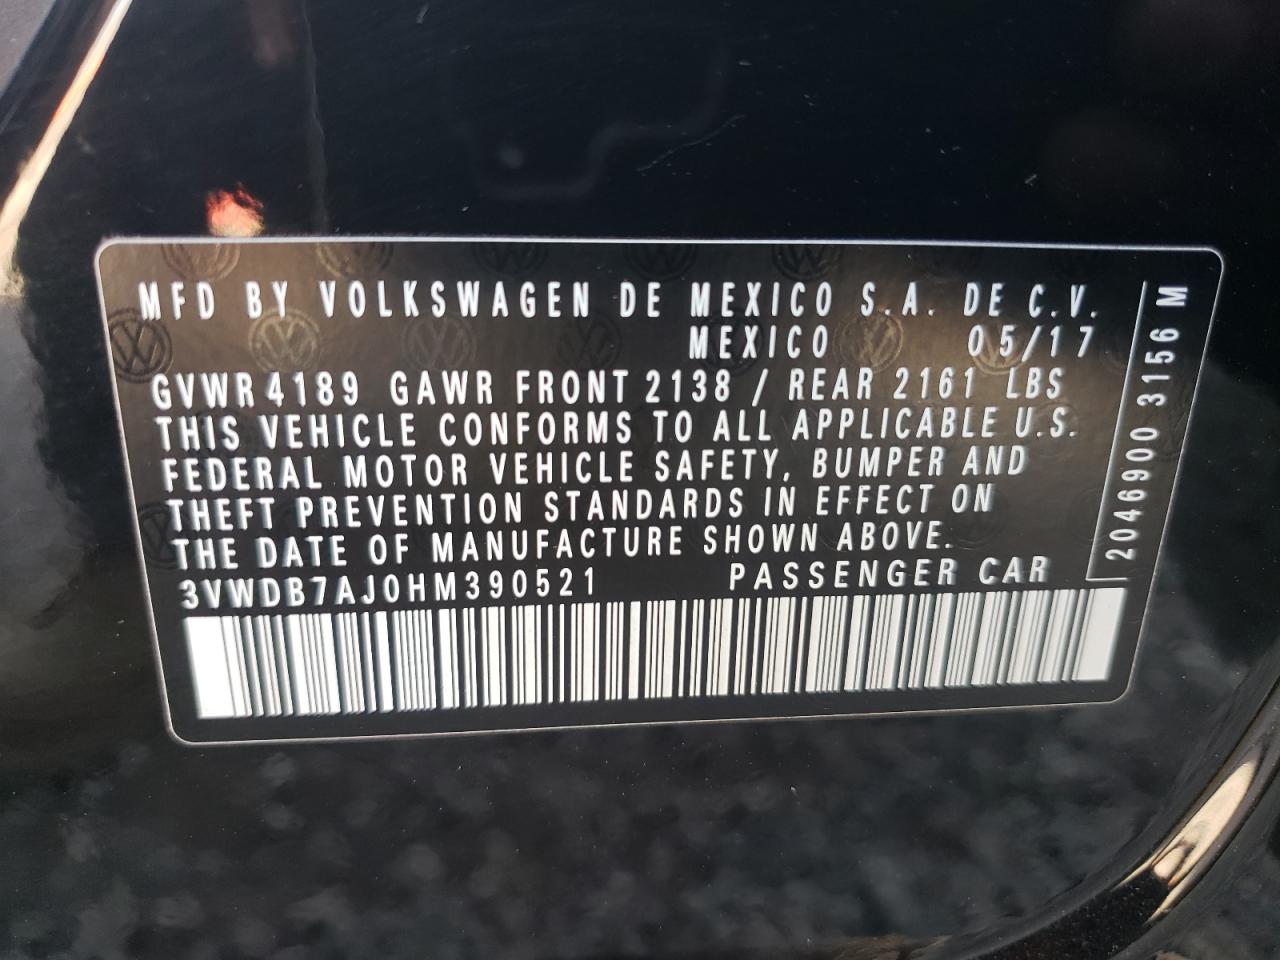 MFD BY VOLKSWAGEN DE MEXICO S.A. DE C.V.
MEXICO 05/17
GVWR 4189 GAWR FRONT 2138 / REAR 2161 LBS
THIS VEHICLE CONFORMS TO ALL APPLICABLE U.S.
FEDERAL MOTOR VEHICLE SAFETY, BUMPER AND
THEFT PREVENTION STANDARDS IN EFFECT ON
THE DATE OF MANUFACTURE SHOWN ABOVE.
3VWDB7AJ0HM390521 PASSENGER CAR
2046900 3156 M